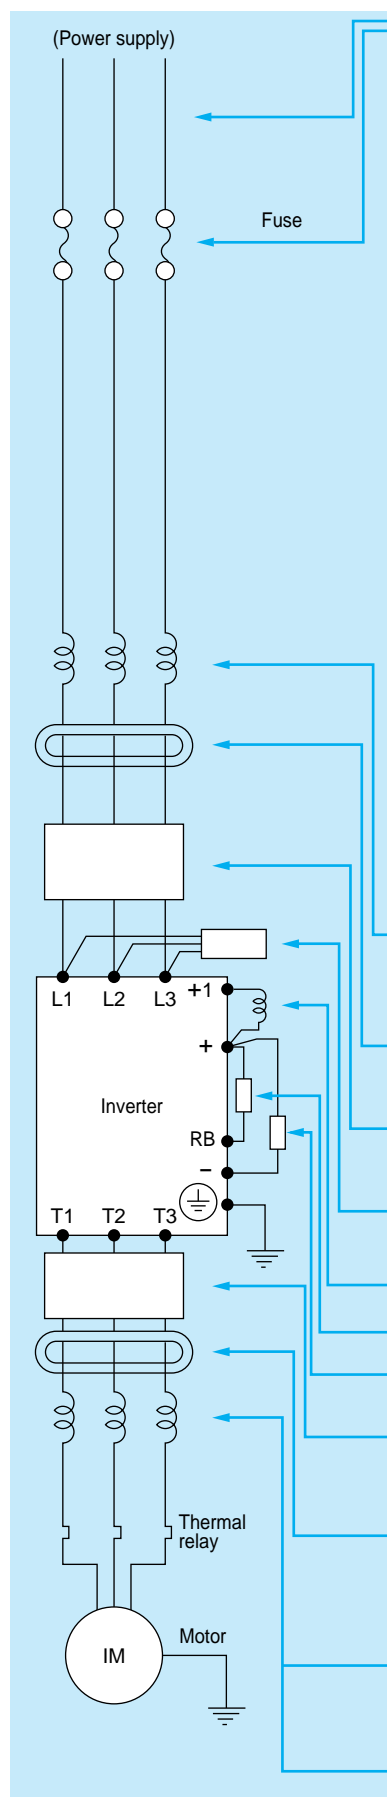 (Power supply)
Fuse
L1 L2 L3 +1
+
Inverter
RB
−
T1 T2 T3
Thermal
relay
Motor
IM